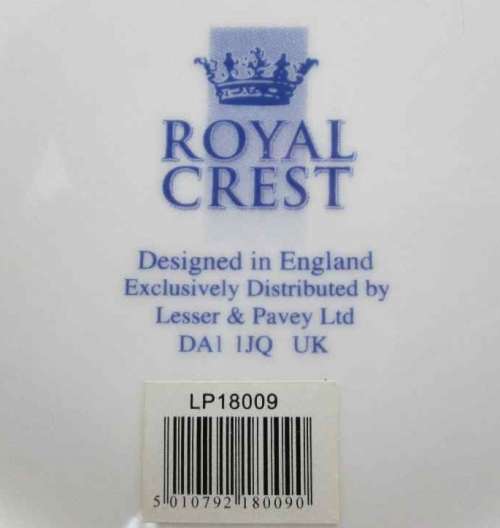 ROYAL
CREST
Designed in England
Exclusively Distributed by
Lesser & Pavey Ltd
DA1 1JQ UK
LP18009
5 010792 180090